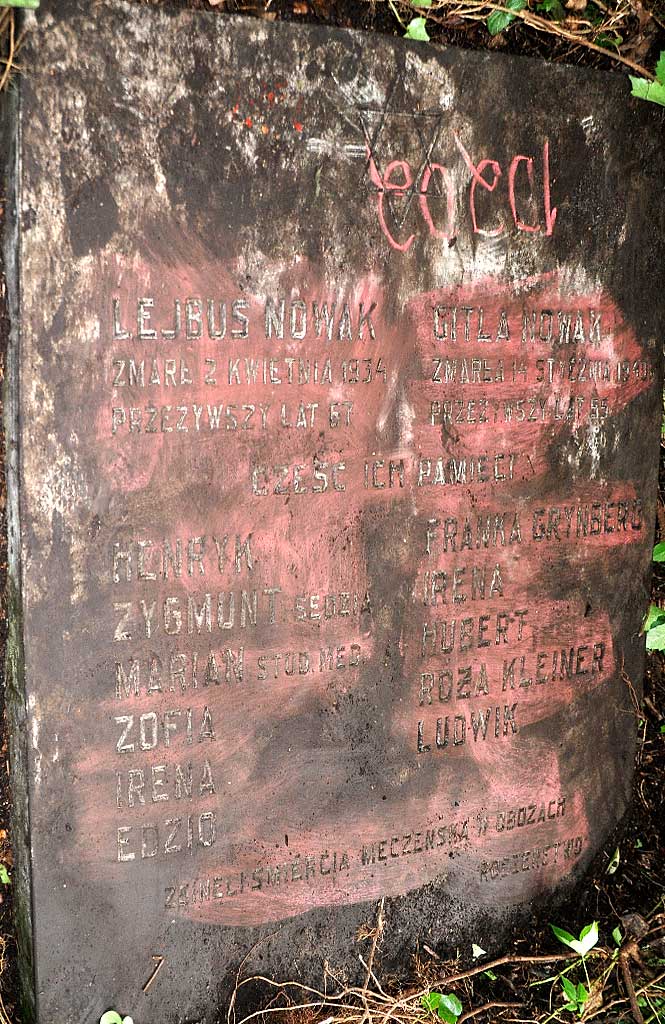 LEJBUŚ NOWAK
ZMARŁ 2 KWIETNIA 1934
PRZEŻYWSZY LAT 67
GITLA NOWAK
ZMARŁA 14 STYCZNIA
PRZEŻYWSZY LAT
CZEŚĆ ICH PAMIĘCI
HENRYK
ZYGMUNT SĘDZIA
MARIAN STUD. MED.
ZOFIA
IRENA
EDZIO
FRANKA GRYNBERG
IRENA
HUBERT
RÓŻA KLEINER
LUDWIK
ZGINĘLI ŚMIERCIĄ MĘCZEŃSKĄ W OBOZACH
RODZEŃSTWO